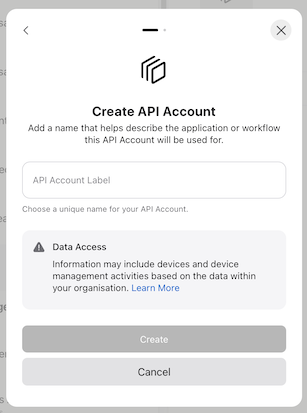 Create API Account
Add a name that helps describe the application or workflow
this API Account will be used for.
API Account Label
Choose a unique name for your API Account.
Data Access
Information may include devices and device
management activities based on the data within
your organisation. Learn More
Create
Cancel